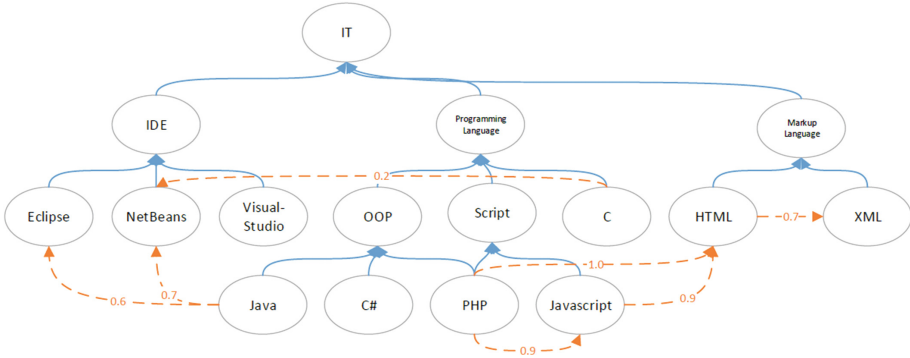 IT
IDE
Programming
Language
Markup
Language
0.2
Eclipse
NetBeans
Visual-
Studio
OOP
Script
C
HTML
0.7
XML
1.0
0.6
0.7
Java
C#
PHP
Javascript
0.9
0.9